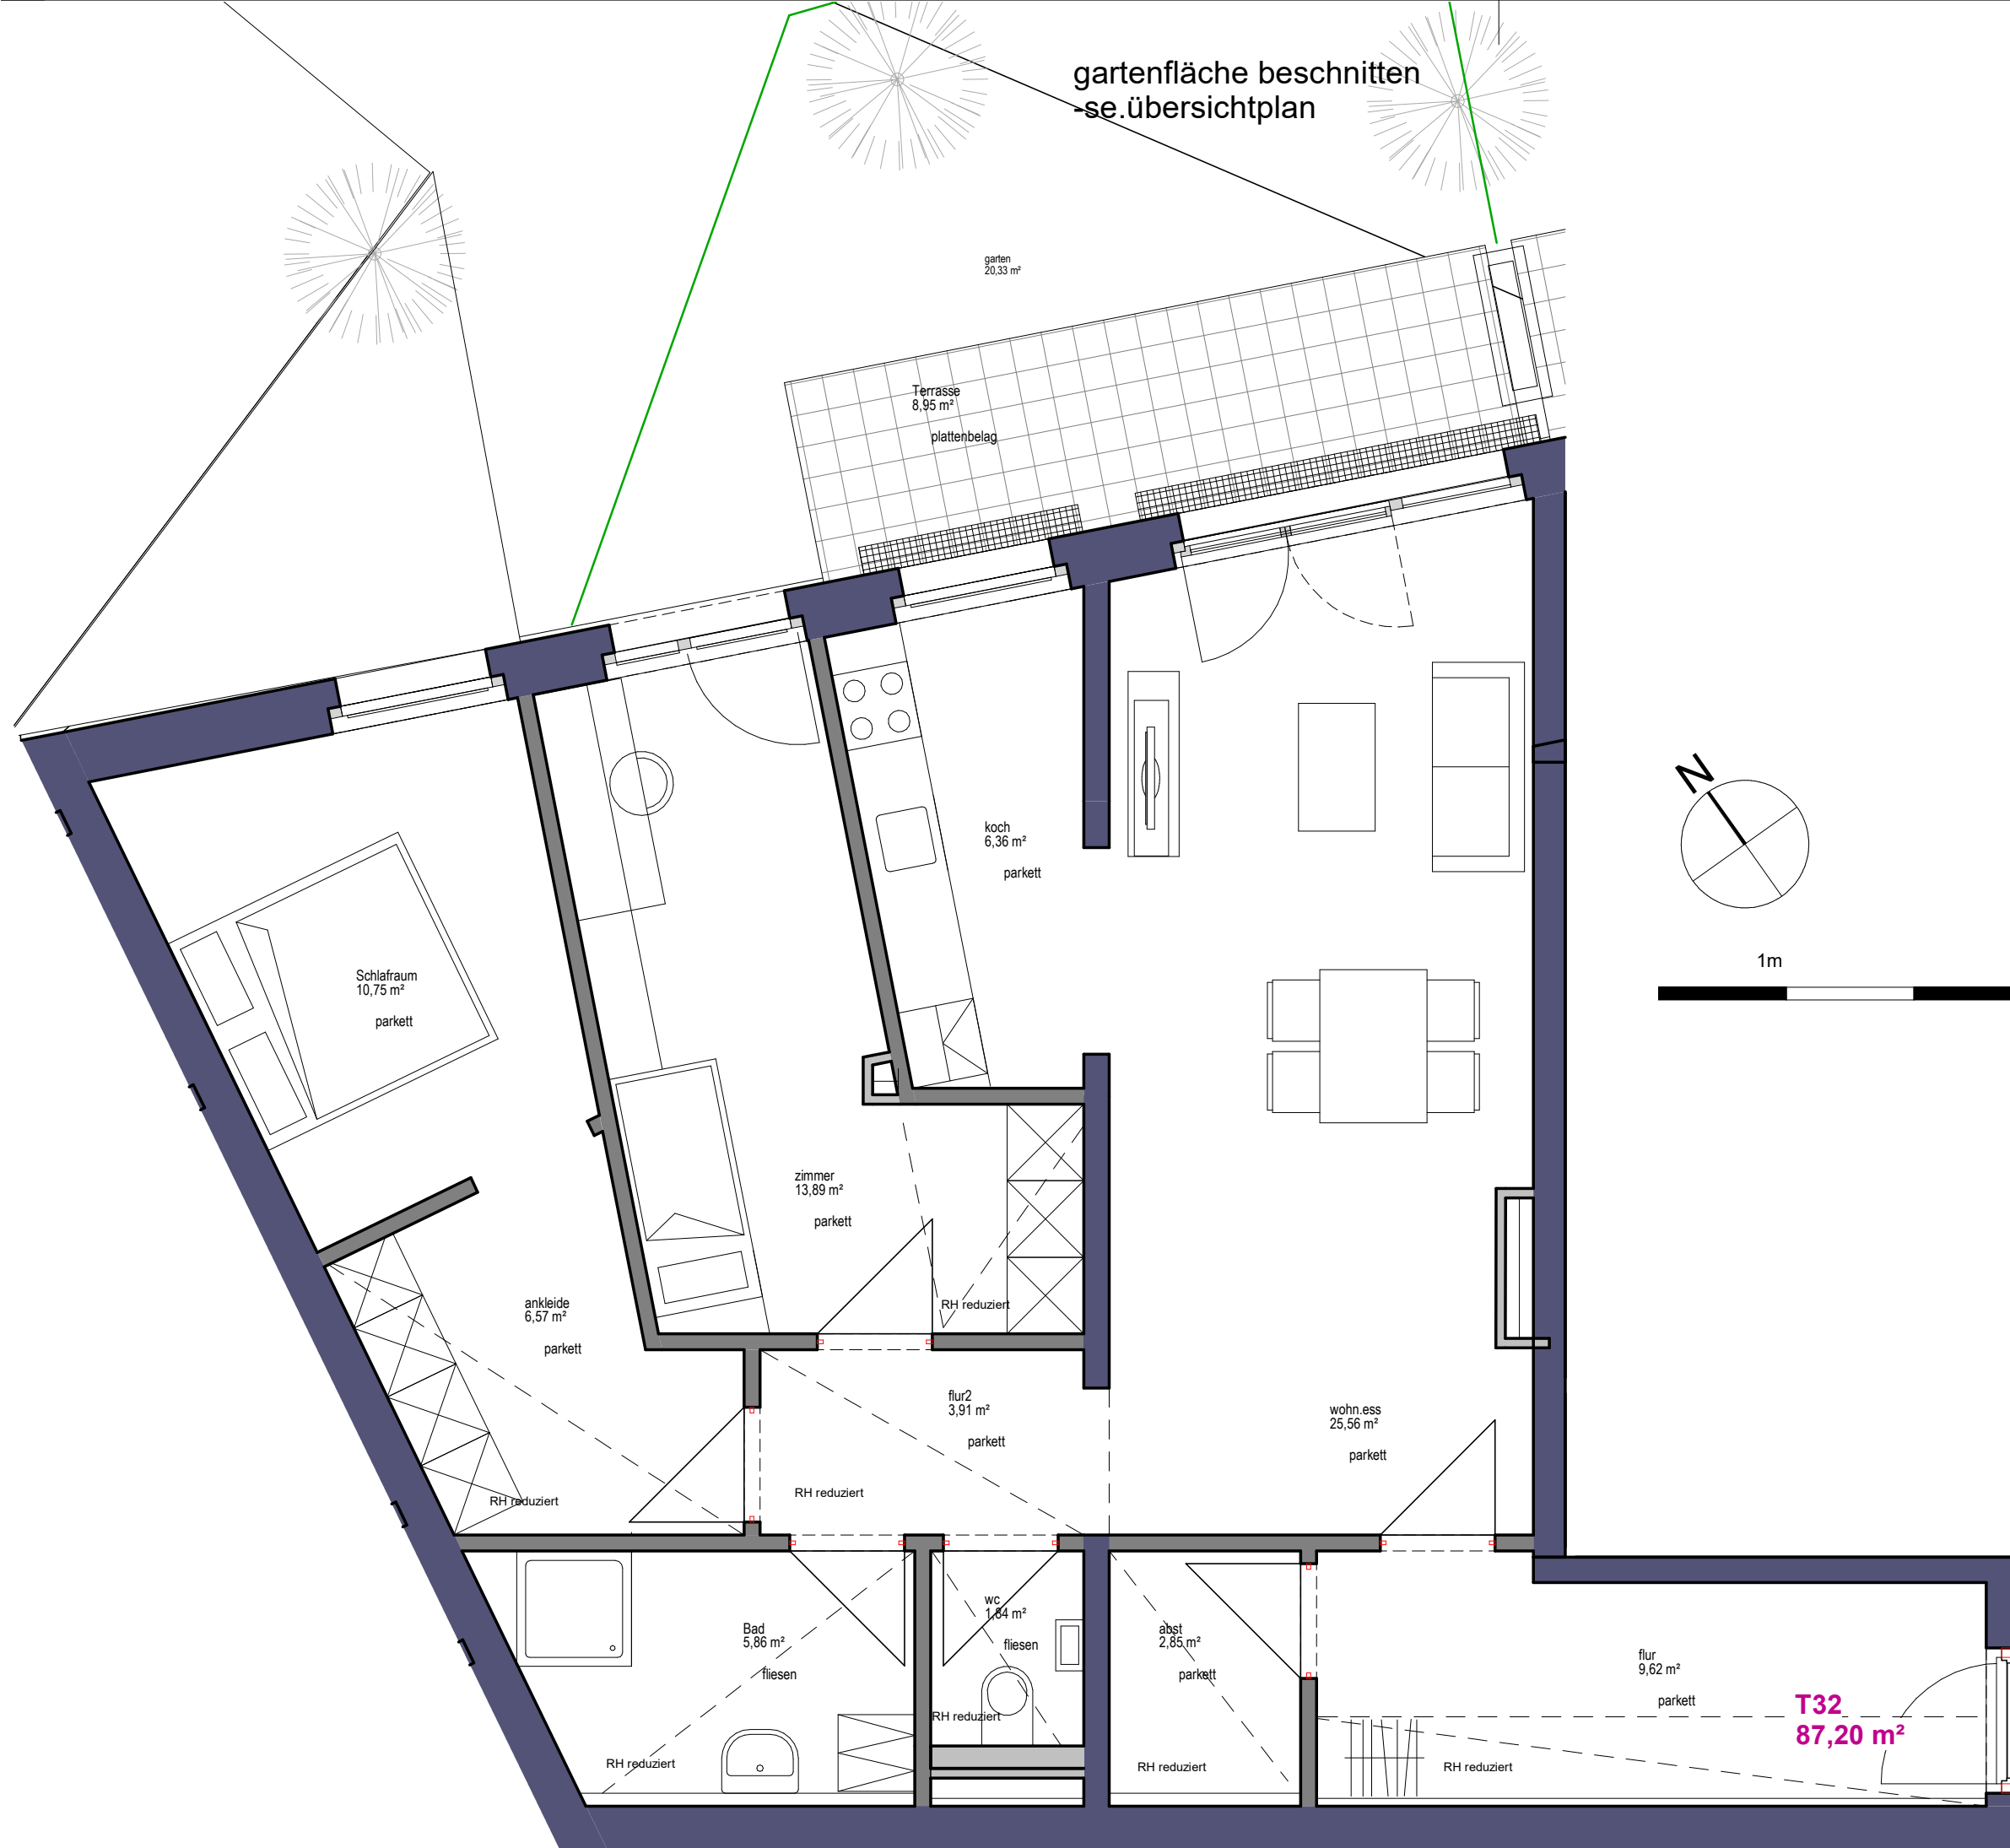 gartenfläche beschnitten
-se.übersichtplan
garten
20,33 m²
Terrasse
8,95 m²
plattenbelag
N
1m
koch
6,36 m²
parkett
Schlafraum
10,75 m²
parkett
zimmer
13,89 m²
parkett
RH reduziert
ankleide
6,57 m²
parkett
RH reduziert
flur2
3,91 m²
parkett
RH reduziert
wohn.ess
25,56 m²
parkett
Bad
5,86 m²
fliesen
RH reduziert
wc
1,84 m²
fliesen
RH reduziert
abst
2,85 m²
parkett
RH reduziert
flur
9,62 m²
parkett
RH reduziert
T32
87,20 m²